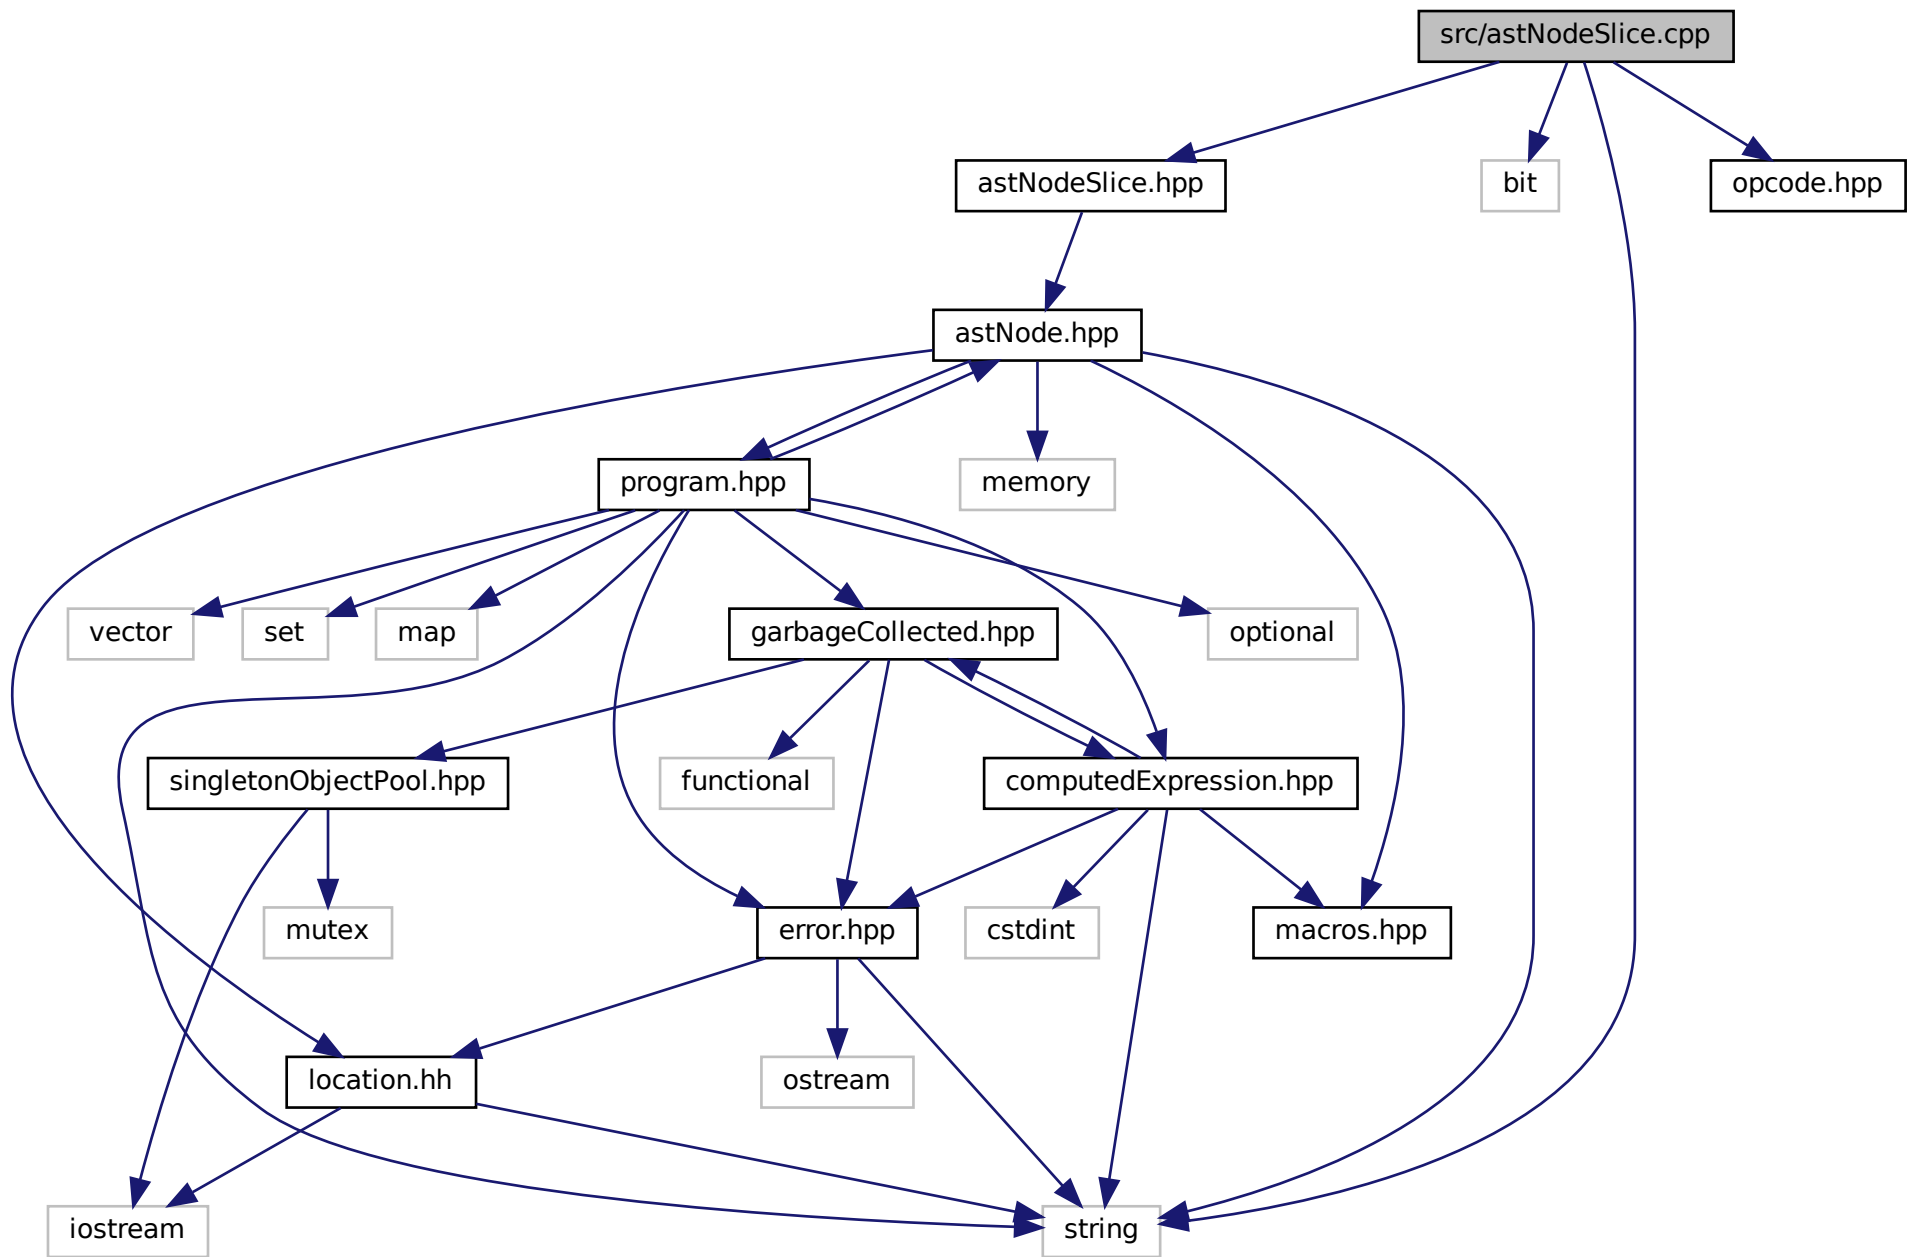 src/astNodeSlice.cpp
astNodeSlice.hpp
bit
opcode.hpp
astNode.hpp
program.hpp
memory
vector
set
map
garbageCollected.hpp
optional
singletonObjectPool.hpp
functional
computedExpression.hpp
mutex
error.hpp
cstdint
macros.hpp
location.hh
ostream
iostream
string